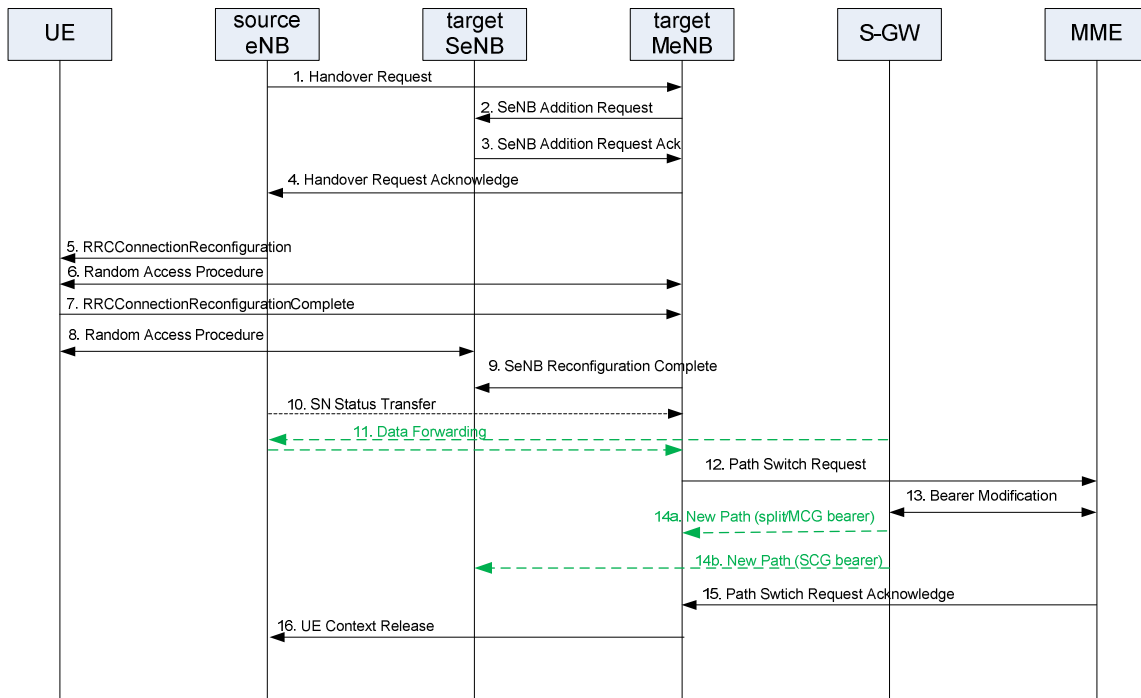 UE
source
eNB
target
SeNB
target
MeNB
S-GW
MME
1. Handover Request
2. SeNB Addition Request
3. SeNB Addition Request Ack
4. Handover Request Acknowledge
5. RRCConnectionReconfiguration
6. Random Access Procedure
7. RRCConnectionReconfigurationComplete
8. Random Access Procedure
9. SeNB Reconfiguration Complete
10. SN Status Transfer
11. Data Forwarding
12. Path Switch Request
13. Bearer Modification
14a. New Path (split/MCG bearer)
14b. New Path (SCG bearer)
15. Path Swtich Request Acknowledge
16. UE Context Release